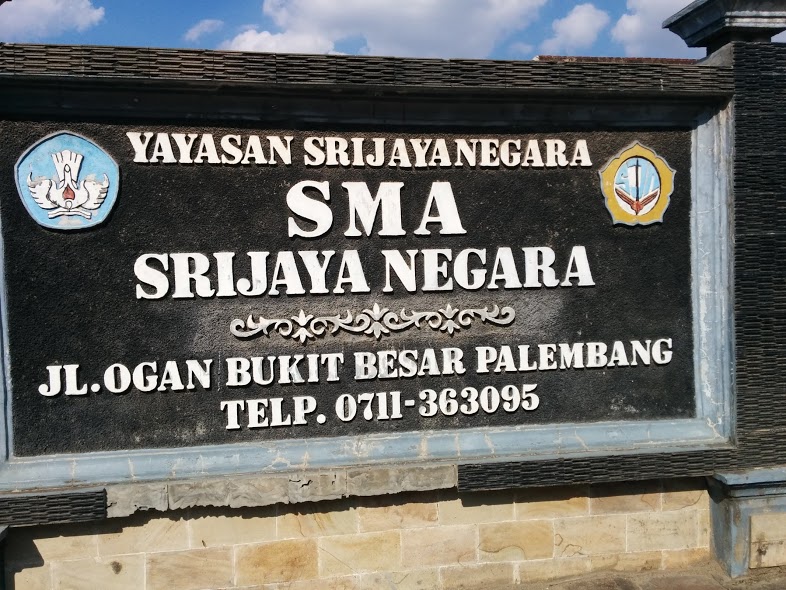 YAYASAN SRIJAYANEGARA
SMA
SRIJAYA NEGARA
JL.OGAN BUKIT BESAR PALEMBANG
TELP. 0711-363095